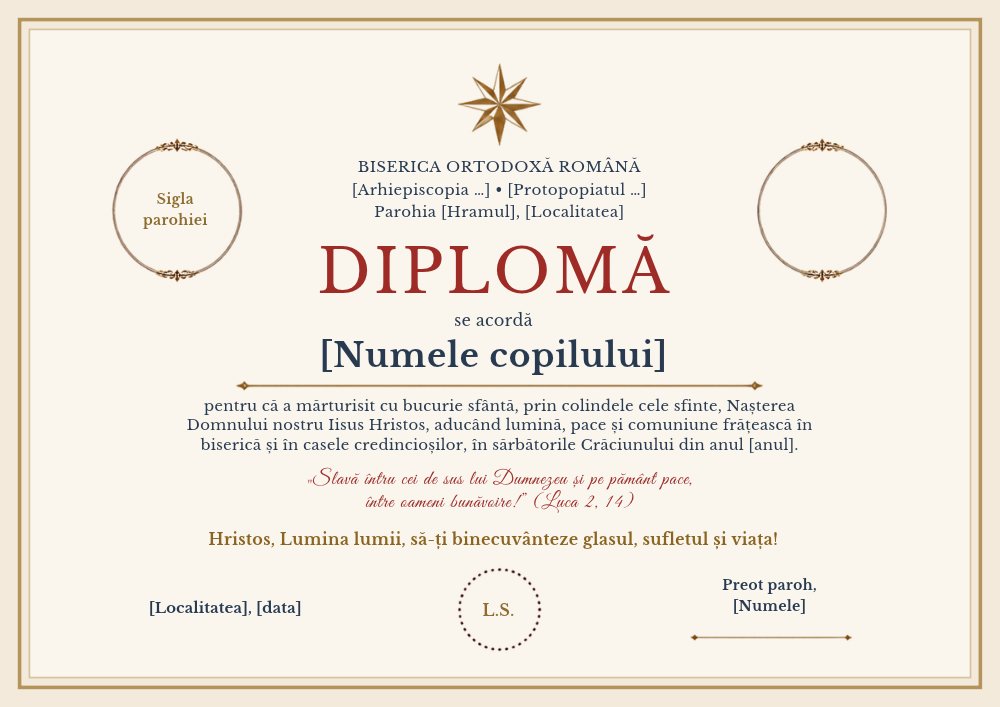 Sigla
parohiei
BISERICA ORTODOXĂ ROMÂNĂ
[Arhiepiscopia ...] • [Protopopiatul ...]
Parohia [Hramul], [Localitatea]
DIPLOMĂ
se acordă
[Numele copilului]
pentru că a mărturisit cu bucurie sfântă, prin colindele cele sfinte, Nașterea
Domnului nostru Iisus Hristos, aducând lumină, pace și comuniune frățească în
biserică și în casele credincioșilor, în sărbătorile Crăciunului din anul [anul].
„Slavă întru cei de sus lui Dumnezeu și pe pământ pace,
între oameni bunăvoire!” (Luca 2, 14)
Hristos, Lumina lumii, să-ți binecuvânteze glasul, sufletul și viața!
[Localitatea], [data]
L.S.
Preot paroh,
[Numele]